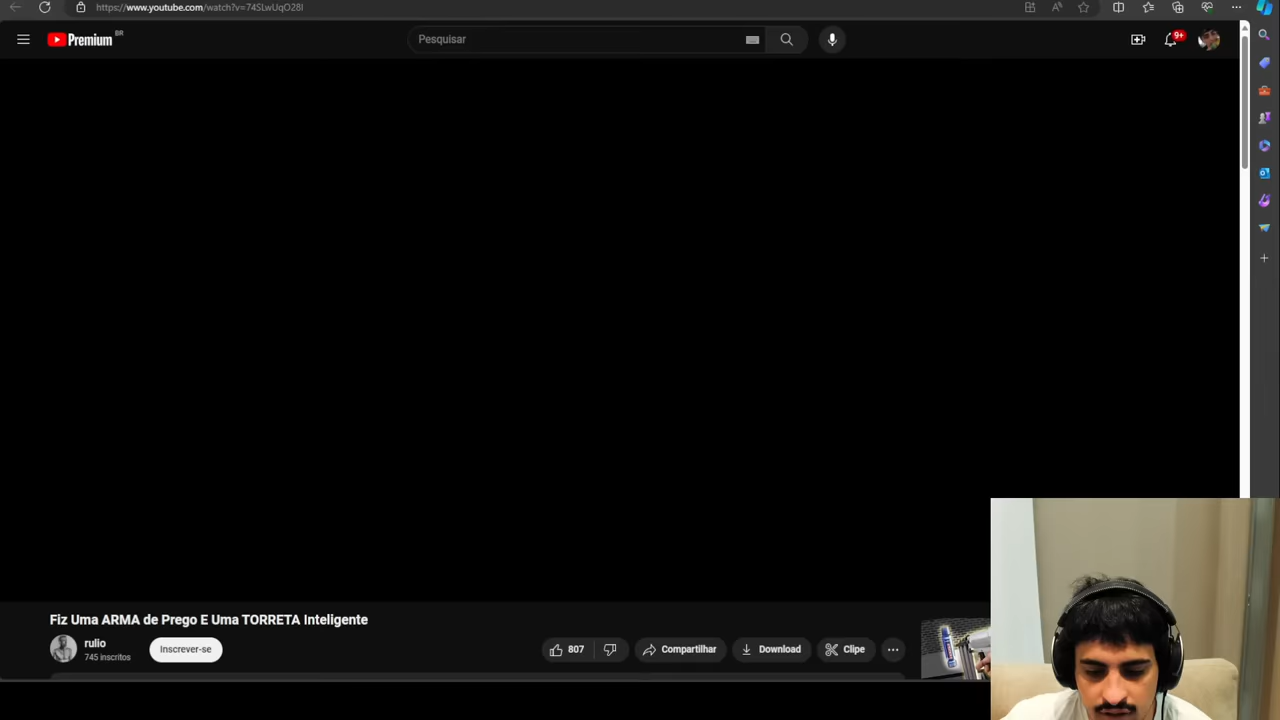 https://www.youtube.com/watch?v=74SLwUqO28I
Premium BR
Pesquisar
9+
Fiz Uma ARMA de Prego E Uma TORRETA Inteligente
rulio
745 inscritos
Inscrever-se
807
Compartilhar
Download
Clipe